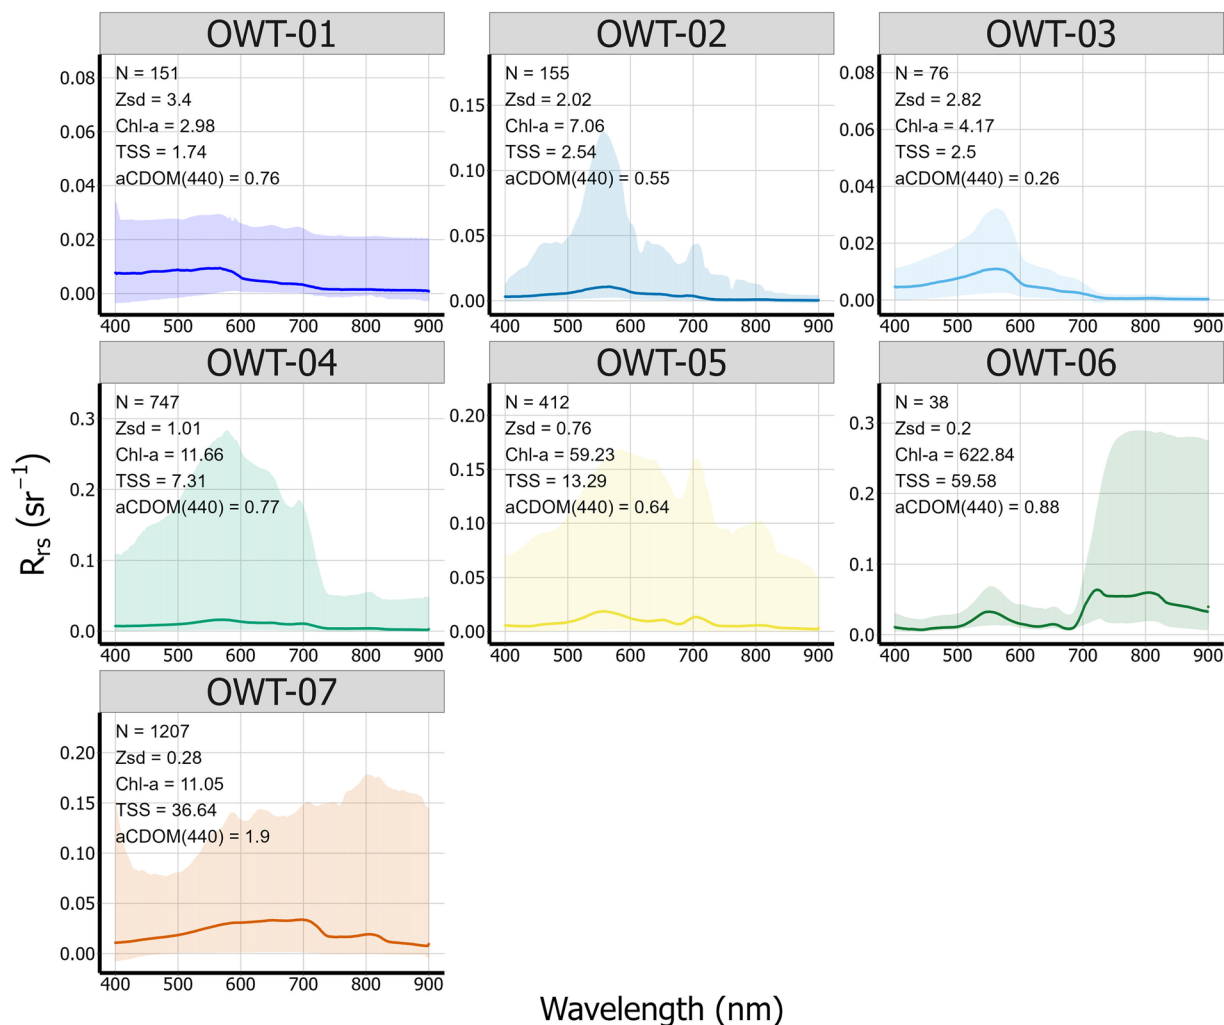 OWT-01
N = 151
Zsd = 3.4
Chl-a = 2.98
TSS = 1.74
aCDOM(440) = 0.76
0.08
0.06
0.04
0.02
0.00
400 500 600 700 800 900
OWT-02
N = 155
Zsd = 2.02
Chl-a = 7.06
TSS = 2.54
aCDOM(440) = 0.55
0.15
0.10
0.05
0.00
400 500 600 700 800 900
OWT-03
N = 76
Zsd = 2.82
Chl-a = 4.17
TSS = 2.5
aCDOM(440) = 0.26
0.08
0.06
0.04
0.02
0.00
400 500 600 700 800 900
OWT-04
N = 747
Zsd = 1.01
Chl-a = 11.66
TSS = 7.31
aCDOM(440) = 0.77
0.3
0.2
0.1
0.0
400 500 600 700 800 900
OWT-05
N = 412
Zsd = 0.76
Chl-a = 59.23
TSS = 13.29
aCDOM(440) = 0.64
0.20
0.15
0.10
0.05
0.00
400 500 600 700 800 900
OWT-06
N = 38
Zsd = 0.2
Chl-a = 622.84
TSS = 59.58
aCDOM(440) = 0.88
0.3
0.2
0.1
0.0
400 500 600 700 800 900
OWT-07
N = 1207
Zsd = 0.28
Chl-a = 11.05
TSS = 36.64
aCDOM(440) = 1.9
0.20
0.15
0.10
0.05
0.00
400 500 600 700 800 900
Rrs (sr−1)
Wavelength (nm)